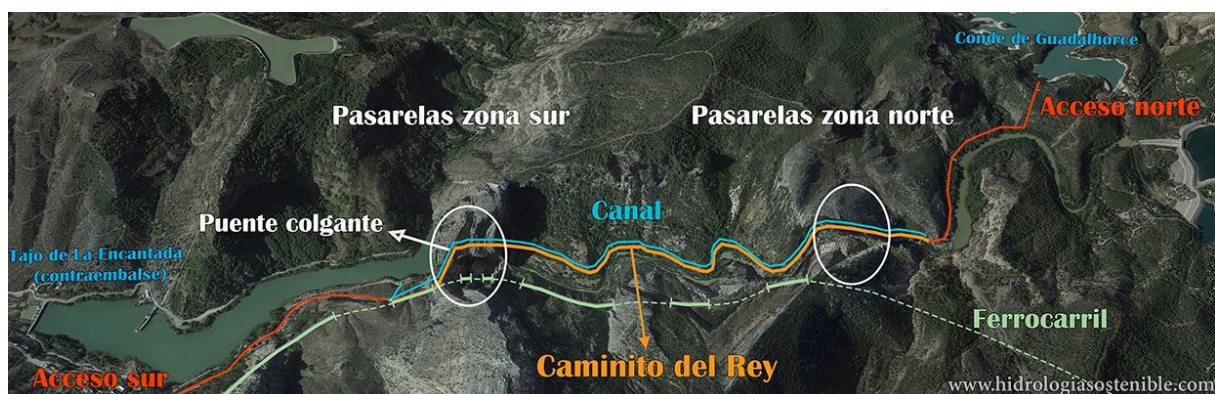 Conde de Guadalhorce
Pasarelas zona sur
Pasarelas zona norte
Acceso norte
Puente colgante
Canal
Tajo de La Encantada
(contraembalse)
Ferrocarril
Caminito del Rey
Acceso sur
www.hidrologiasostenible.com